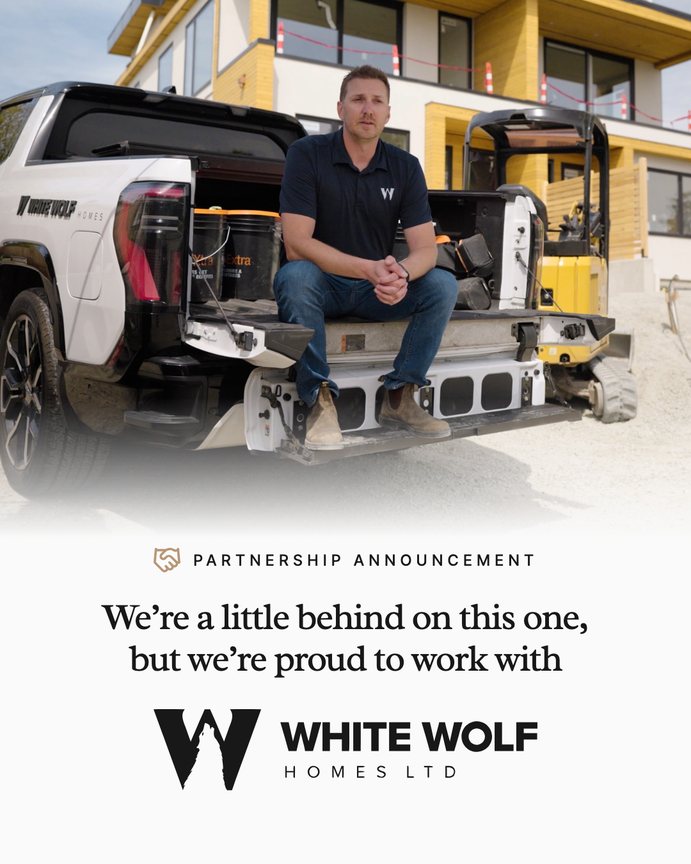 WHITE WOLF HOMES
W
Extra
PARTNERSHIP ANNOUNCEMENT
We’re a little behind on this one,
but we’re proud to work with
W WHITE WOLF
HOMES LTD